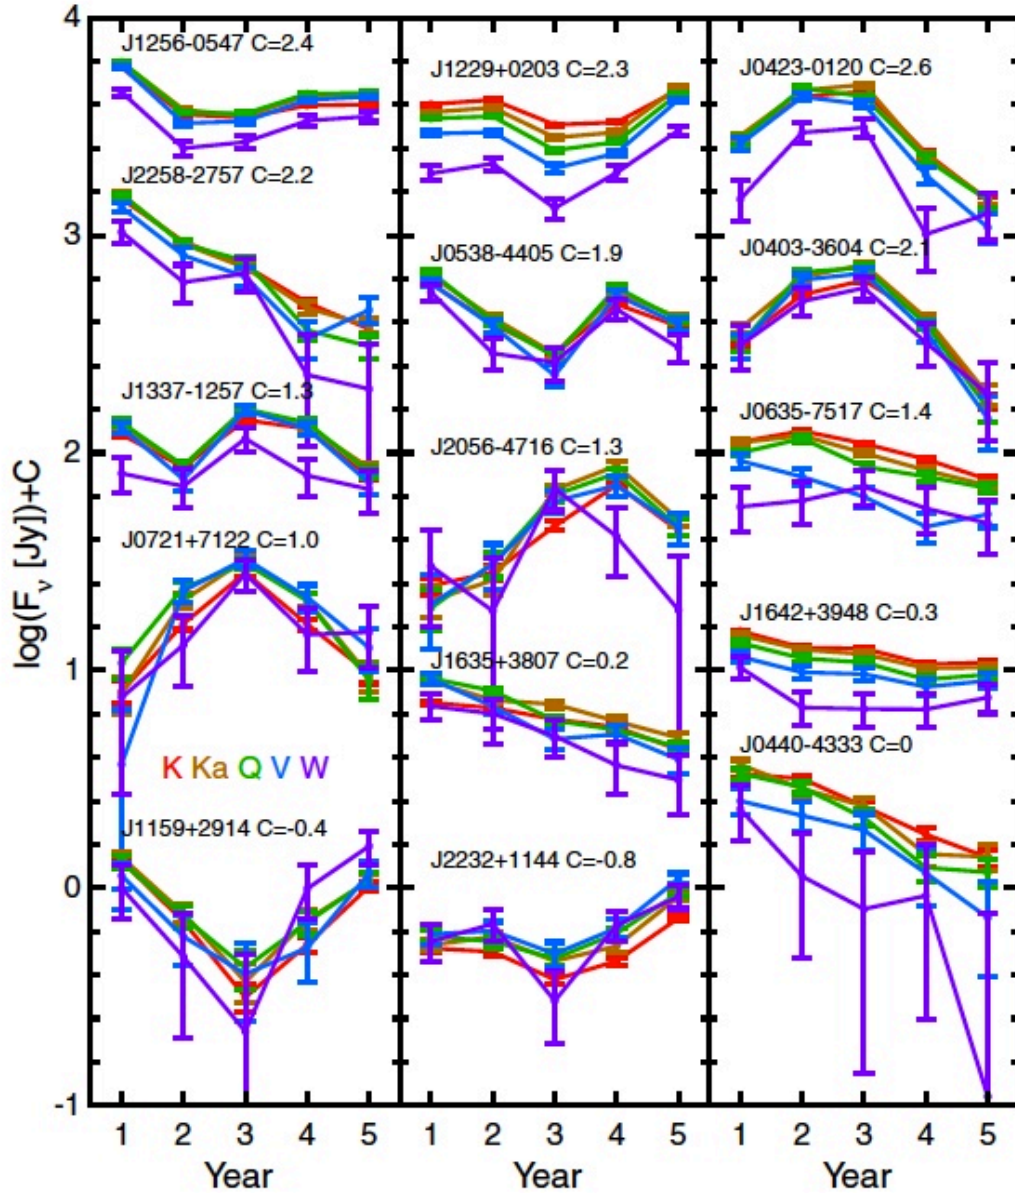 log(Fν [Jy])+C
4
3
2
1
0
-1
J1256-0547 C=2.4
J2258-2757 C=2.2
J1337-1257 C=1.3
J0721+7122 C=1.0
K Ka Q V W
J1159+2914 C=-0.4
1 2 3 4 5
Year
J1229+0203 C=2.3
J0538-4405 C=1.9
J2056-4716 C=1.3
J1635+3807 C=0.2
J2232+1144 C=-0.8
1 2 3 4 5
Year
J0423-0120 C=2.6
J0403-3604 C=2.1
J0635-7517 C=1.4
J1642+3948 C=0.3
J0440-4333 C=0
1 2 3 4 5
Year